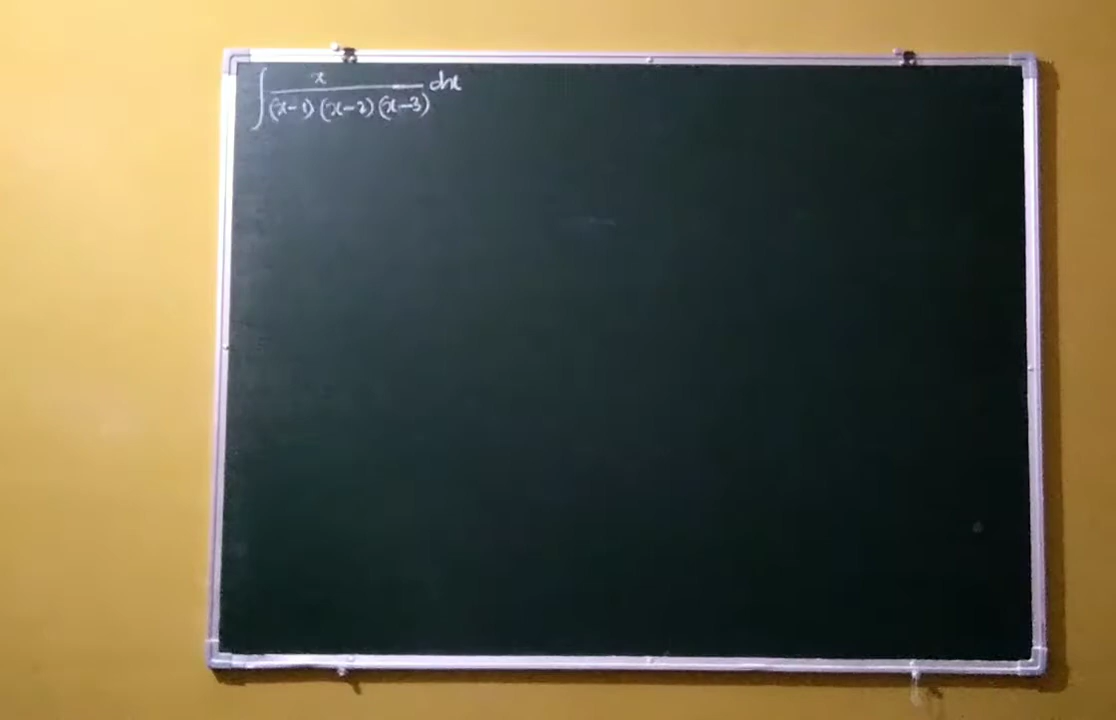 ∫ x/((x-1)(x-2)(x-3)) dx